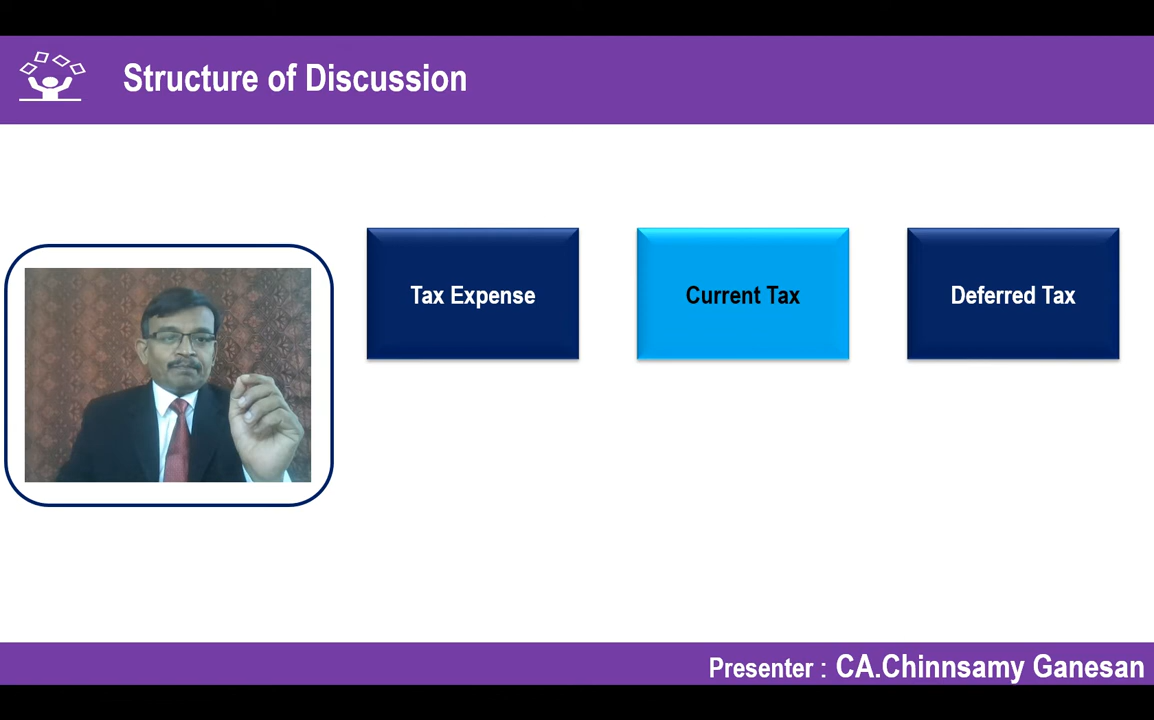 Structure of Discussion
Tax Expense
Current Tax
Deferred Tax
Presenter : CA.Chinnsamy Ganesan